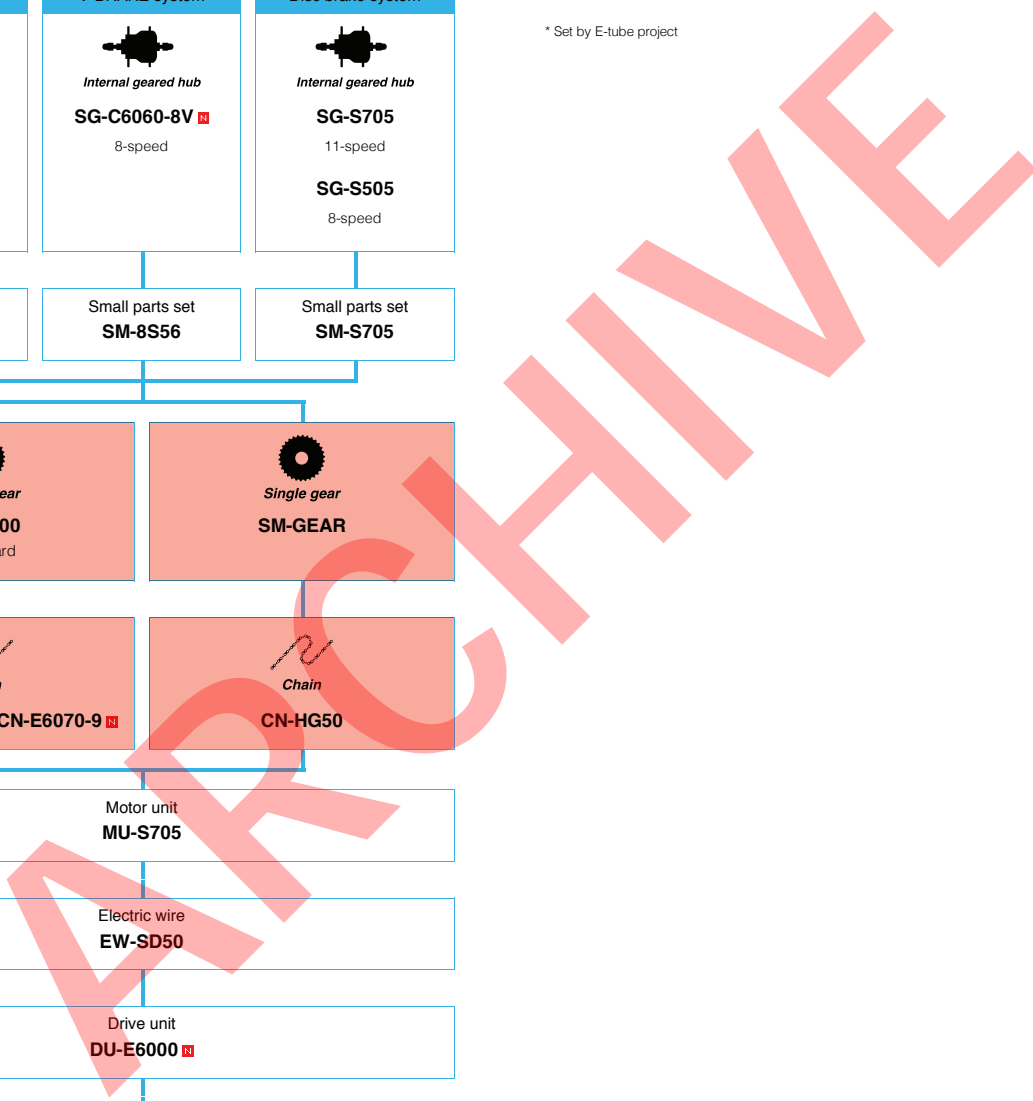 Internal geared hub
SG-C6060-8V N
8-speed
Internal geared hub
SG-S705
11-speed
SG-S505
8-speed
* Set by E-tube project
Small parts set
SM-8S56
Small parts set
SM-S705
Single gear
SM-GEAR
CN-E6070-9 N
Chain
CN-HG50
Motor unit
MU-S705
Electric wire
EW-SD50
Drive unit
DU-E6000 N
ARCHIVE